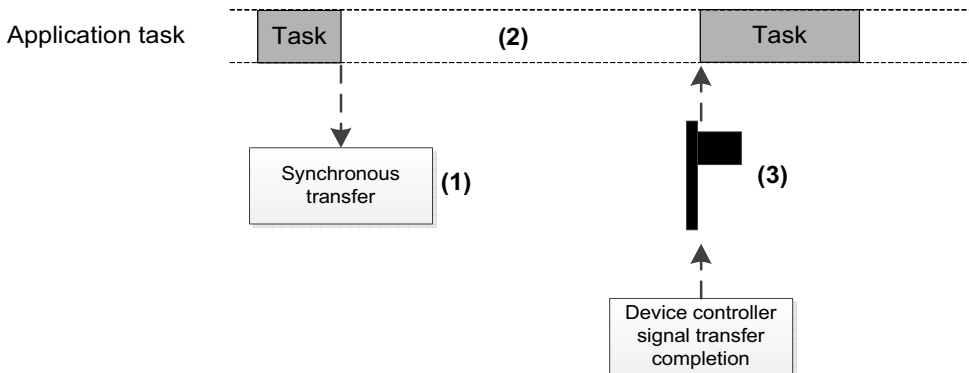 Application task
Task
(2)
Task
Synchronous
transfer
(1)
(3)
Device controller
signal transfer
completion